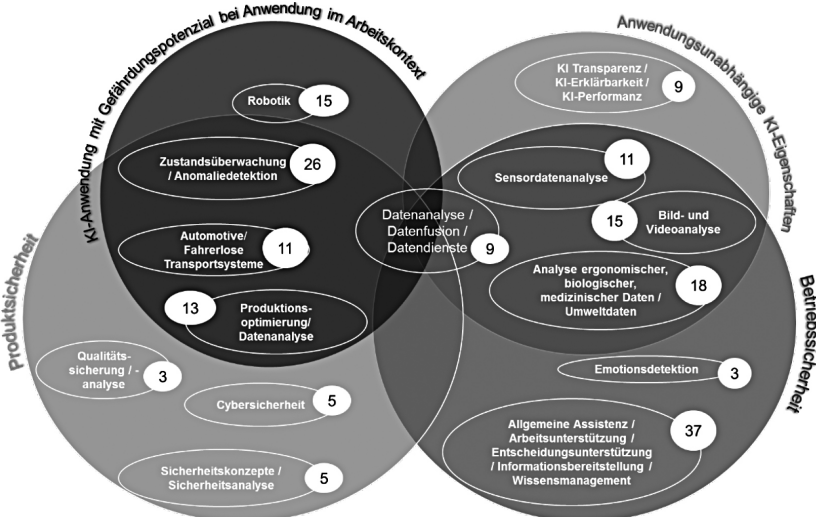 KI-Anwendung mit Gefährdungspotenzial bei Anwendung im Arbeitskontext
Anwendungsunabhängige KI-Eigenschaften
Produktsicherheit
Betriebssicherheit
Robotik
15
Zustandsüberwachung
/ Anomaliedetektion
26
Automotive/
Fahrerlose
Transportsysteme
11
13
Produktions-
optimierung/
Datenanalyse
Qualitäts-
sicherung / -
analyse
3
Cybersicherheit
5
Sicherheitskonzepte /
Sicherheitsanalyse
5
Datenanalyse /
Datenfusion /
Datendienste
9
KI Transparenz /
KI-Erklärbarkeit /
KI-Performanz
9
Sensordatenanalyse
11
15
Bild- und
Videoanalyse
Analyse ergonomischer,
biologischer,
medizinischer Daten /
Umweltdaten
18
Emotionsdetektion
3
Allgemeine Assistenz /
Arbeitsunterstützung /
Entscheidungsunterstützung
/ Informationsbereitstellung /
Wissensmanagement
37